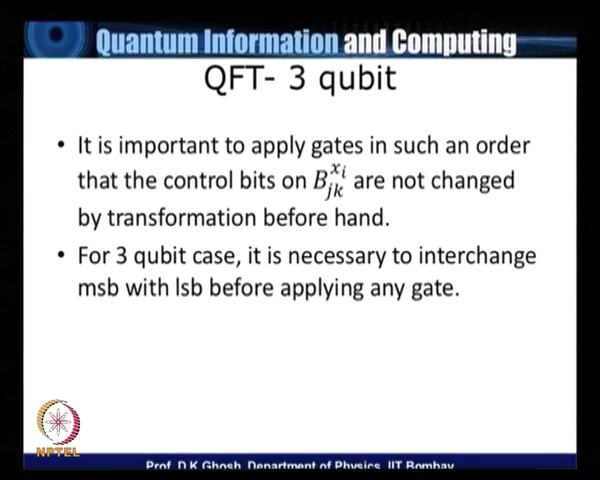 Quantum Information and Computing
QFT- 3 qubit
• It is important to apply gates in such an order
that the control bits on $B_{jk}^{x_i}$ are not changed
by transformation before hand.
• For 3 qubit case, it is necessary to interchange
msb with lsb before applying any gate.
NPTEL
Prof. D K Ghosh, Department of Physics, IIT Bombay